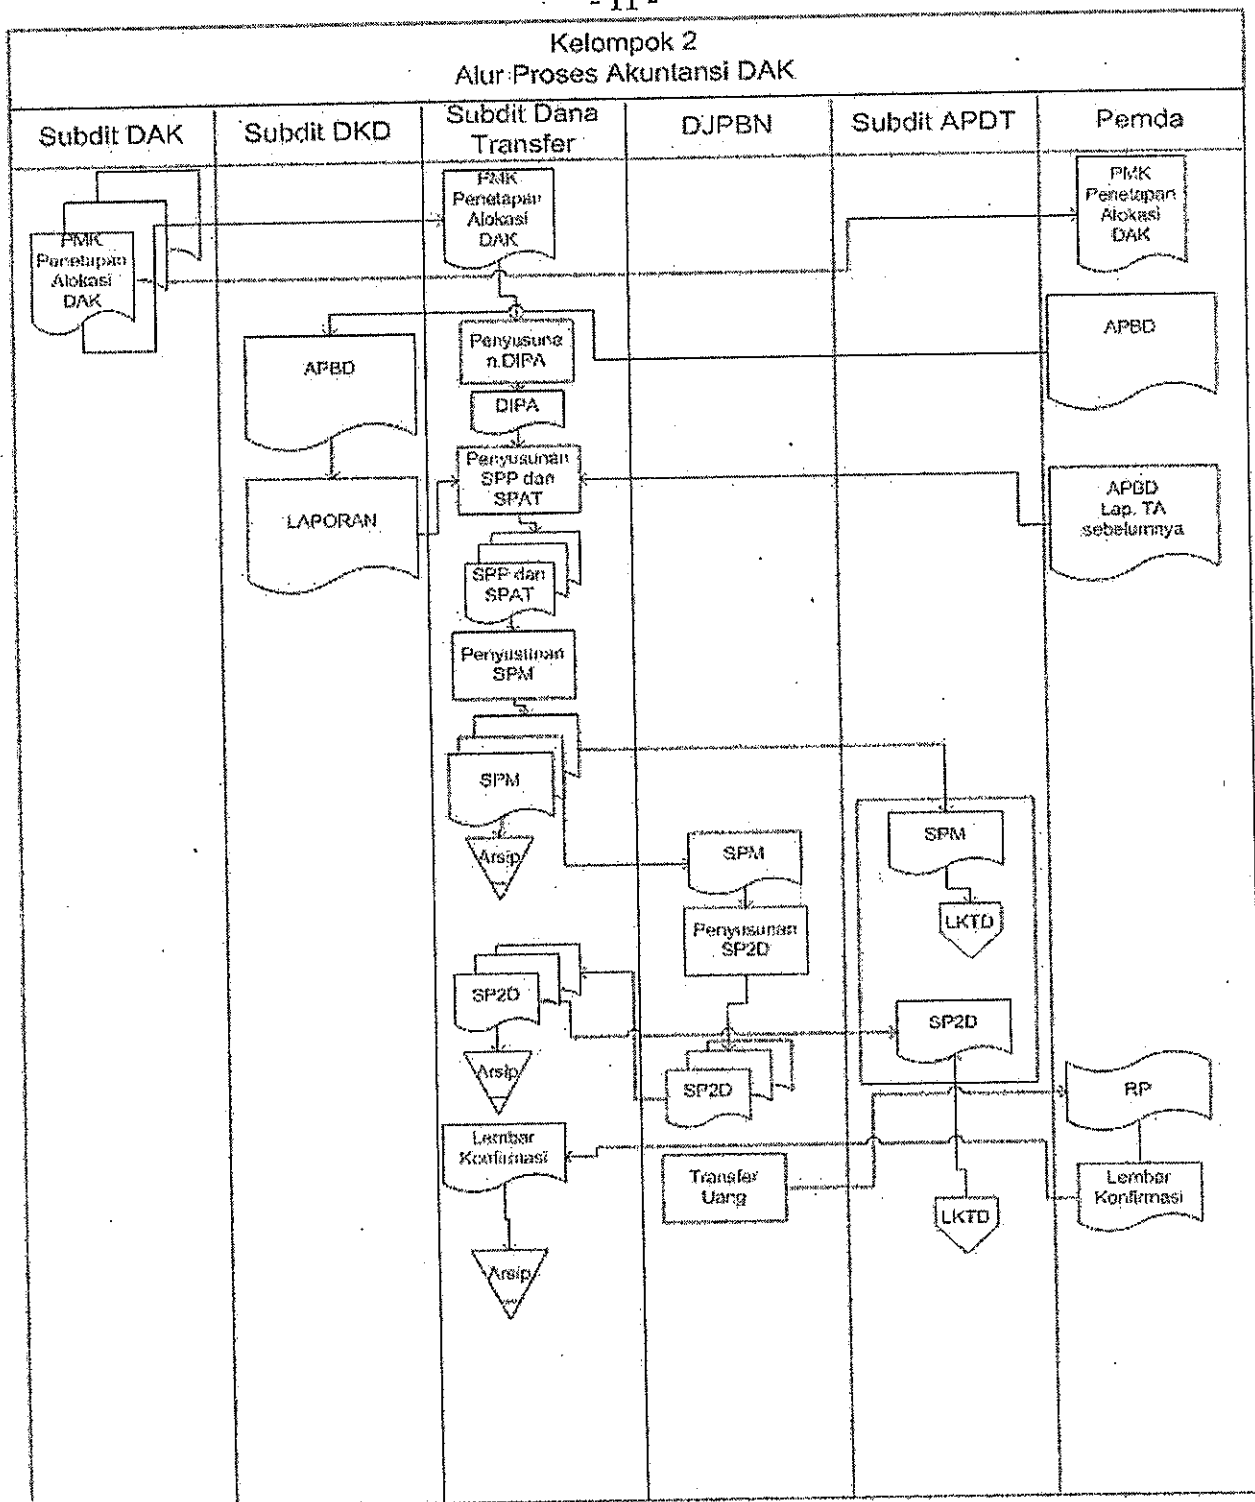 - 11 -
Kelompok 2
Alur Proses Akuntansi DAK
Subdit DAK
Subdit DKD
Subdit Dana
Transfer
DJPBN
Subdit APDT
Pemda
PMK
Penetapan
Alokasi
DAK
PMK
Penetapan
Alokasi
DAK
PMK
Penetapan
Alokasi
DAK
APBD
Penyusuna
n DIPA
APBD
DIPA
Penyusunan
SPP dan
SPAT
LAPORAN
APBD
Lap. TA
sebelumnya
SPP dan
SPAT
Penyusunan
SPM
SPM
Arsip
SPM
SPM
LKTD
Penyusunan
SP2D
SP2D
SP2D
Arsip
SP2D
RP
Lembar
Konfirmasi
Transfer
Uang
LKTD
Lembar
Konfirmasi
Arsip